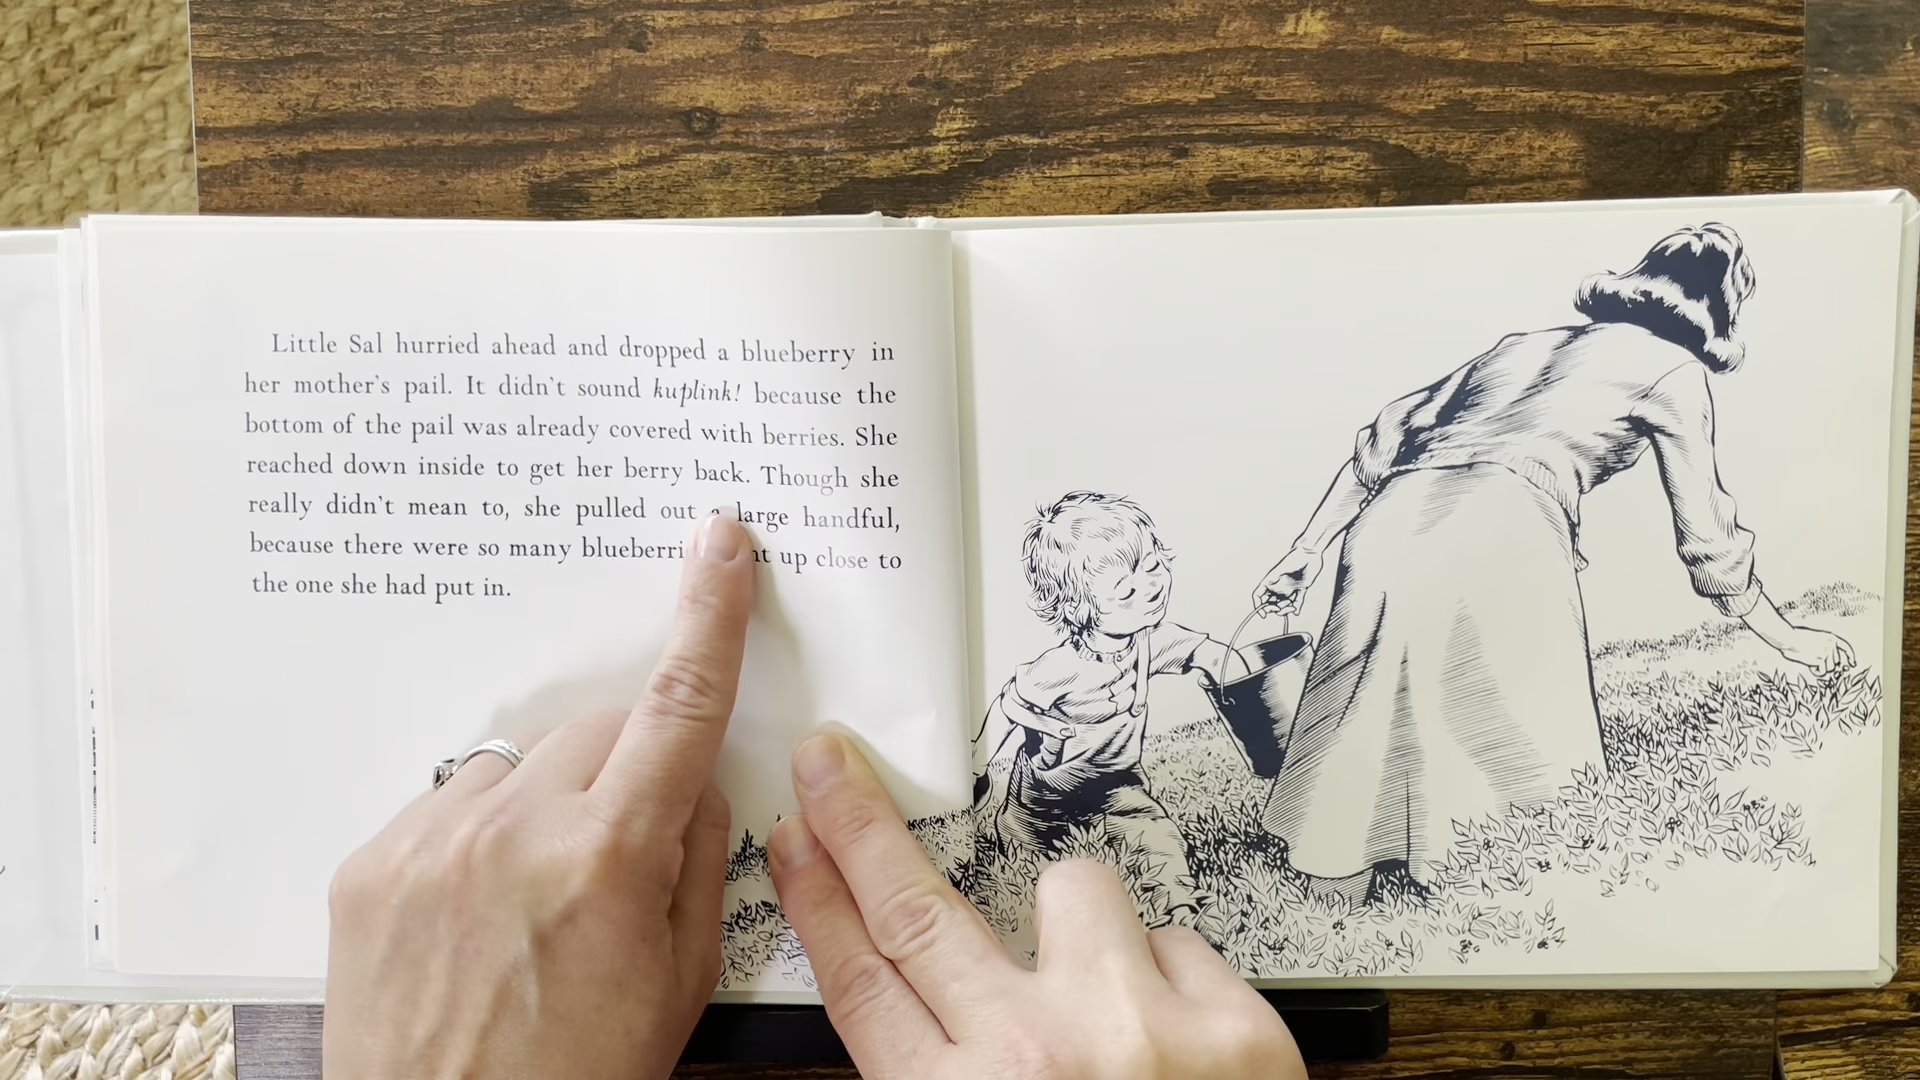 Little Sal hurried ahead and dropped a blueberry in
her mother's pail. It didn't sound kuplink! because the
bottom of the pail was already covered with berries. She
reached down inside to get her berry back. Though she
really didn't mean to, she pulled out a large handful,
because there were so many up close to
the one she had put in.